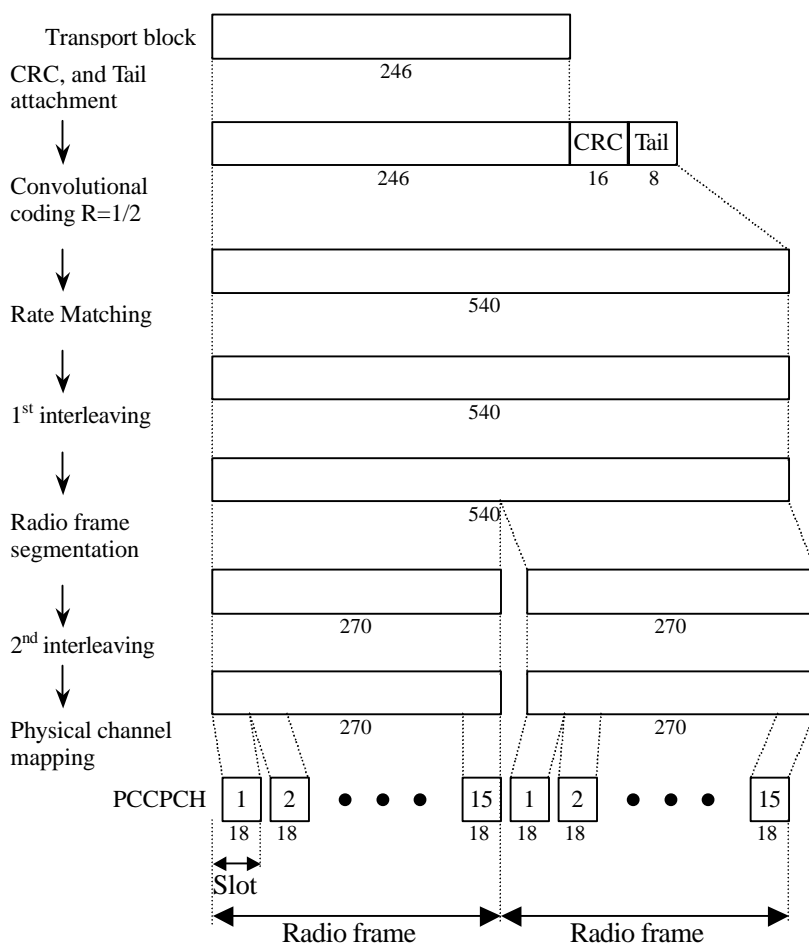 Transport block
246
CRC, and Tail
attachment
CRC Tail
246 16 8
Convolutional
coding R=1/2
540
Rate Matching
540
1st interleaving
540
Radio frame
segmentation
270 270
2nd interleaving
270 270
Physical channel
mapping
PCCPCH 1 2 15 1 2 15
18 18 18 18 18 18
Slot
Radio frame Radio frame